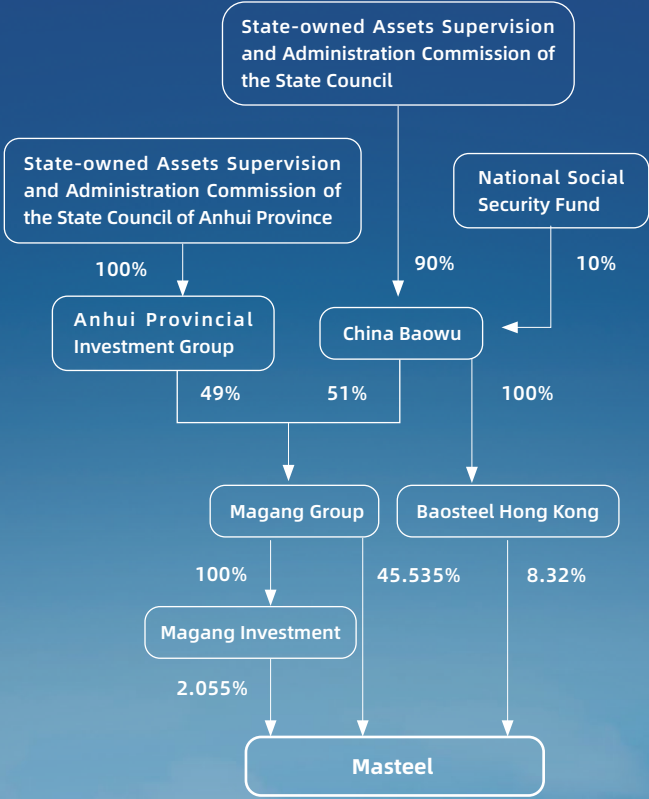 State-owned Assets Supervision
and Administration Commission of
the State Council
State-owned Assets Supervision
and Administration Commission of
the State Council of Anhui Province
National Social
Security Fund
100%
90%
10%
Anhui Provincial
Investment Group
China Baowu
49%
51%
100%
Magang Group
Baosteel Hong Kong
100%
45.535%
8.32%
Magang Investment
2.055%
Masteel